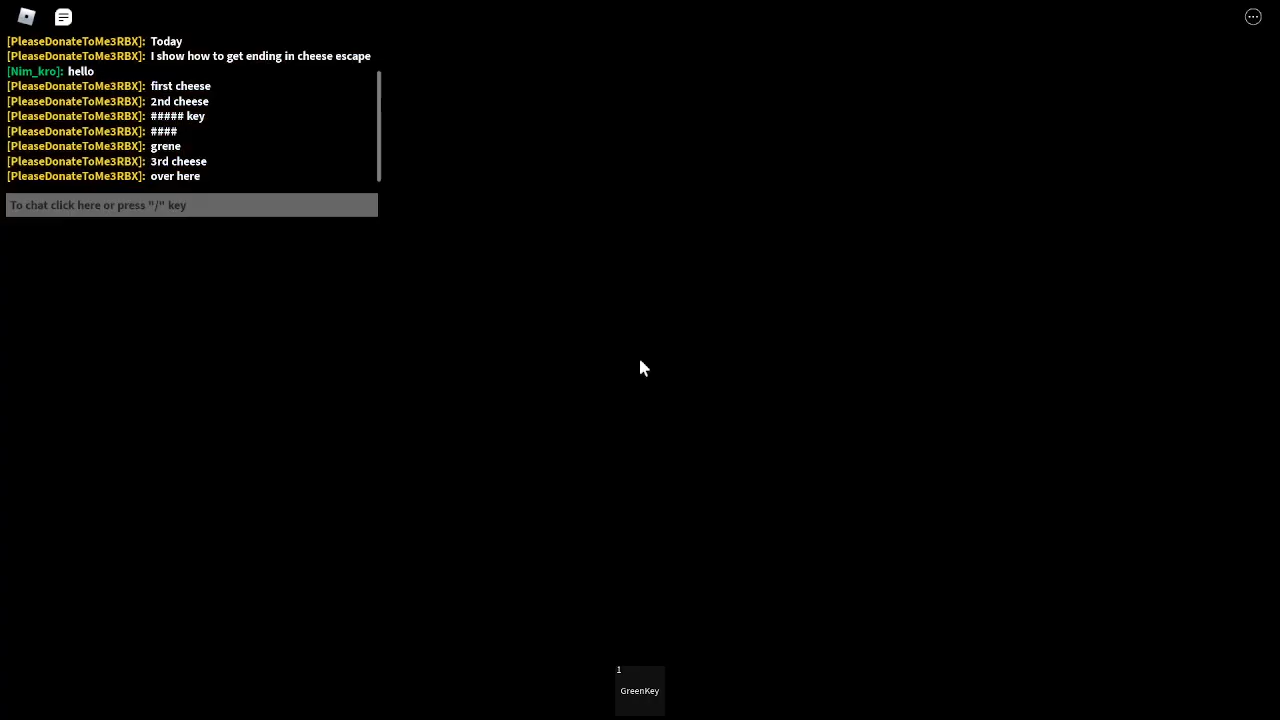 [PleaseDonateToMe3RBX]: Today
[PleaseDonateToMe3RBX]: I show how to get ending in cheese escape
[Nim_kro]: hello
[PleaseDonateToMe3RBX]: first cheese
[PleaseDonateToMe3RBX]: 2nd cheese
[PleaseDonateToMe3RBX]: ##### key
[PleaseDonateToMe3RBX]: ####
[PleaseDonateToMe3RBX]: grene
[PleaseDonateToMe3RBX]: 3rd cheese
[PleaseDonateToMe3RBX]: over here
To chat click here or press "/" key
1
GreenKey